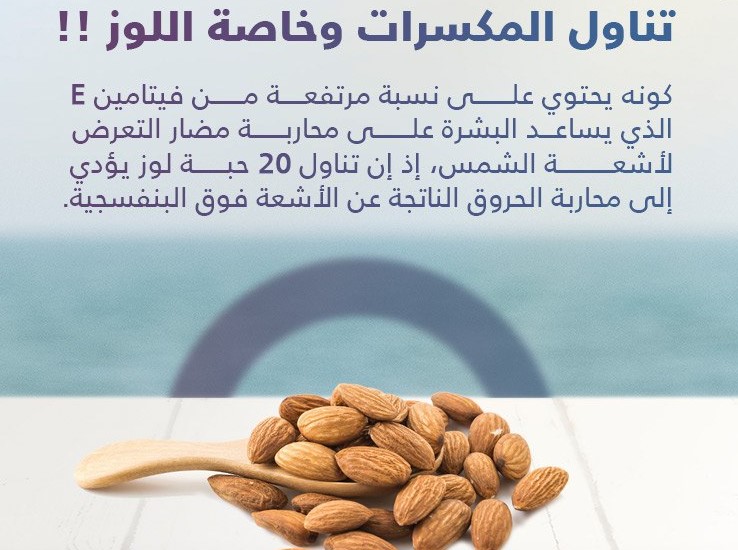 تناول المكسرات وخاصة اللوز !!
كونه يحتوي على نسبة مرتفعة من فيتامين E
الذي يساعد البشرة على محاربة مضار التعرض
لأشعة الشمس، إذ إن تناول 20 حبة لوز يؤدي
إلى محاربة الحروق الناتجة عن الأشعة فوق البنفسجية.